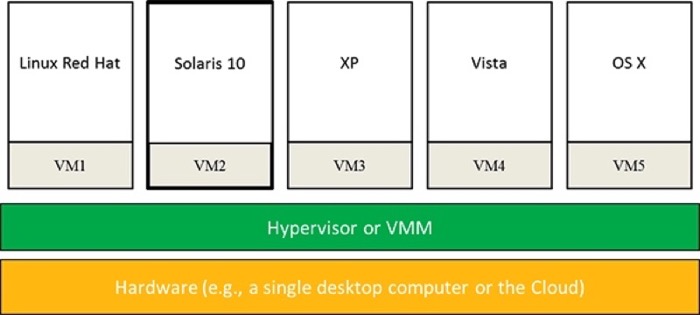 Linux Red Hat
Solaris 10
XP
Vista
OS X
VM1
VM2
VM3
VM4
VM5
Hypervisor or VMM
Hardware (e.g., a single desktop computer or the Cloud)